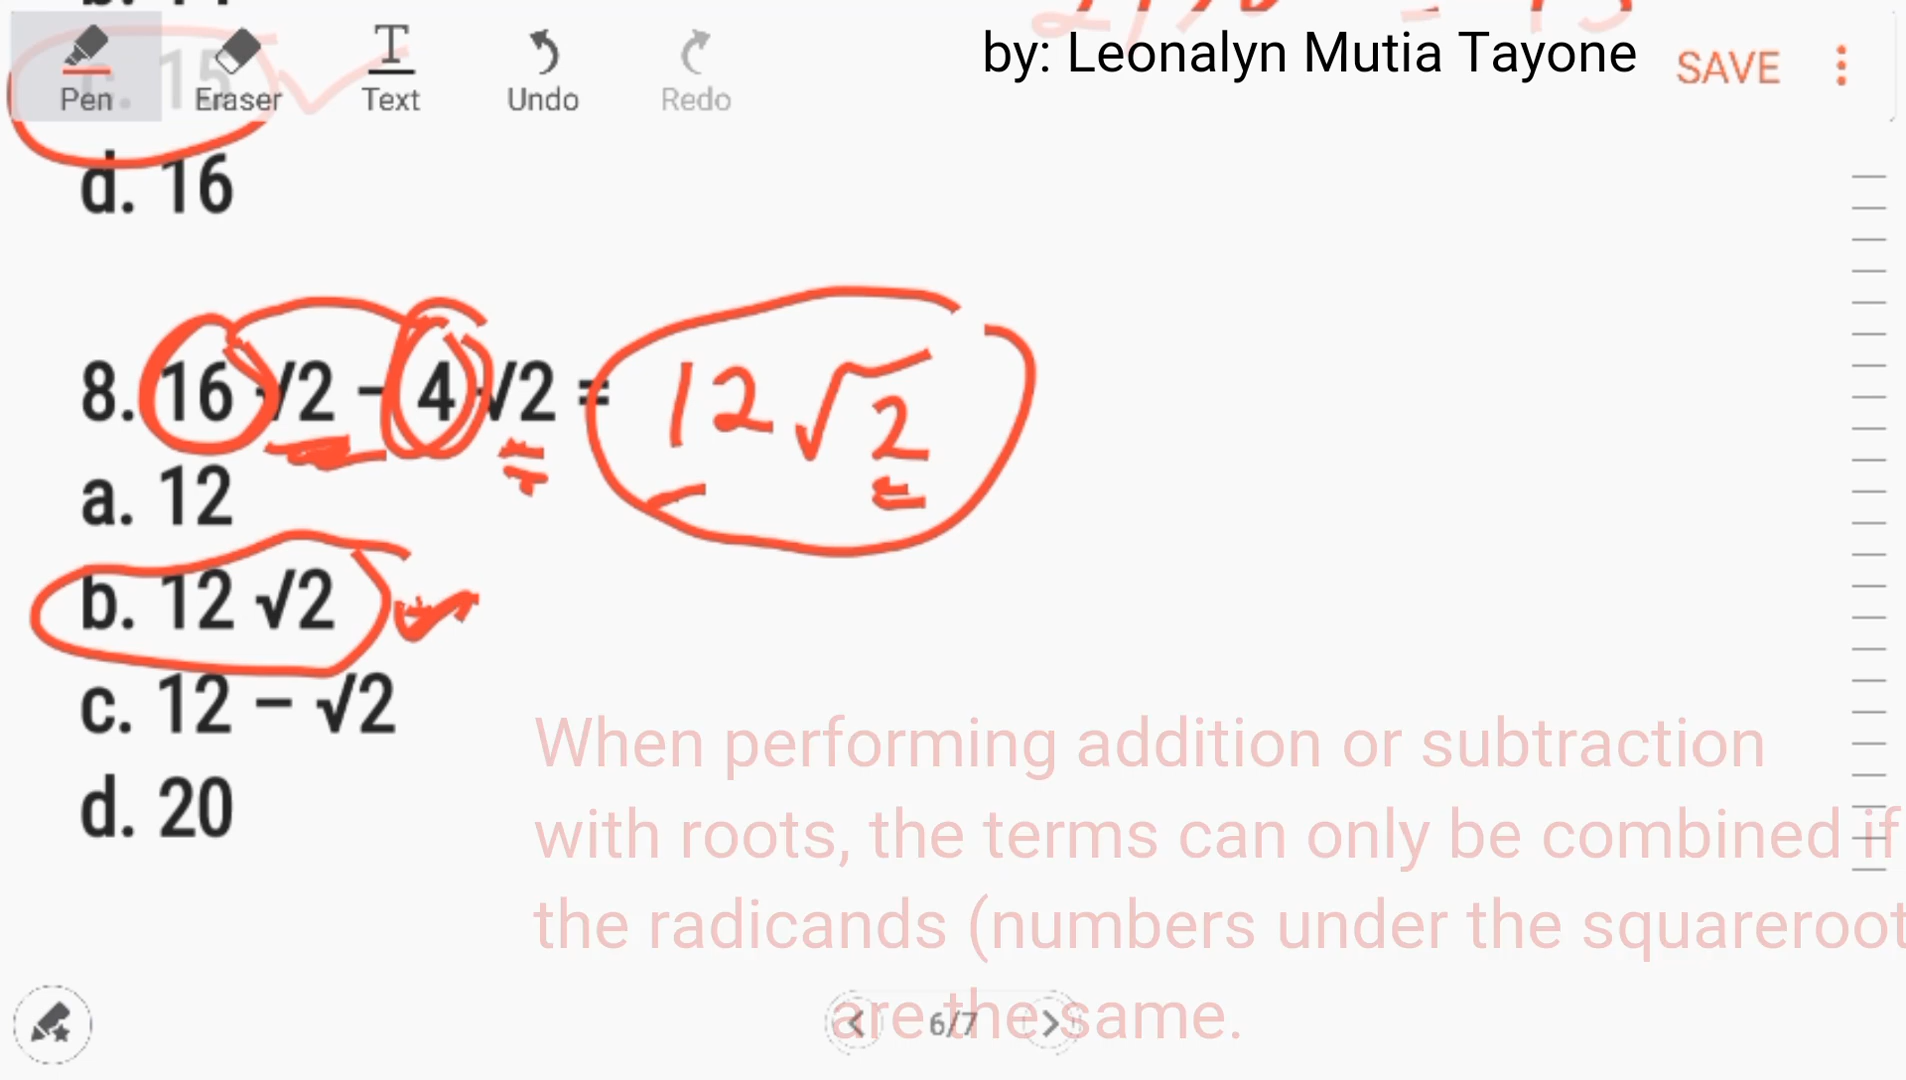 by: Leonalyn Mutia Tayone
SAVE
Pen
Eraser
Text
Undo
Redo
c. 15
d. 16
8. 16 √2 – 4 √2 = 12 √2
a. 12
b. 12 √2
c. 12 – √2
d. 20
When performing addition or subtraction
with roots, the terms can only be combined if
the radicands (numbers under the squareroot
are the same.
6/7